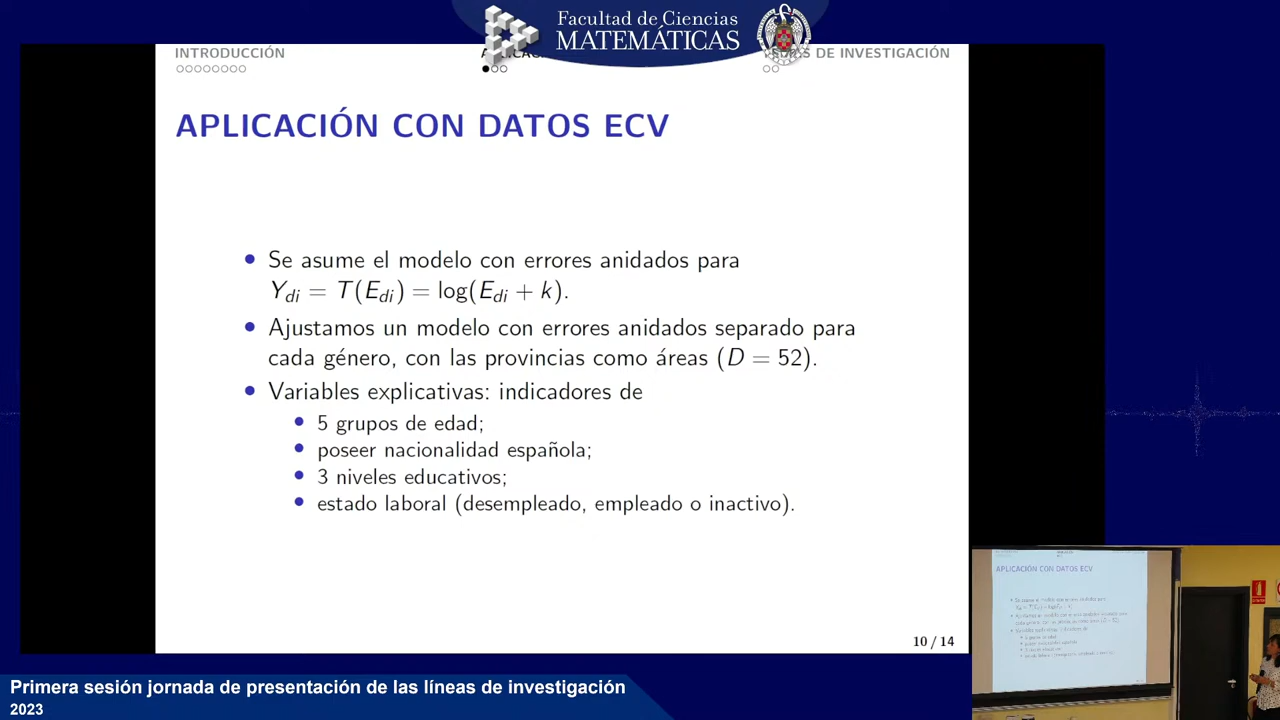 Facultad de Ciencias
MATEMÁTICAS
INTRODUCCIÓN
DE INVESTIGACIÓN
APLICACIÓN CON DATOS ECV
• Se asume el modelo con errores anidados para
Y_di = T(E_di) = log(E_di + k).
• Ajustamos un modelo con errores anidados separado para
cada género, con las provincias como áreas (D = 52).
• Variables explicativas: indicadores de
• 5 grupos de edad;
• poseer nacionalidad española;
• 3 niveles educativos;
• estado laboral (desempleado, empleado o inactivo).
10 / 14
APLICACIÓN CON DATOS ECV
Primera sesión jornada de presentación de las líneas de investigación
2023